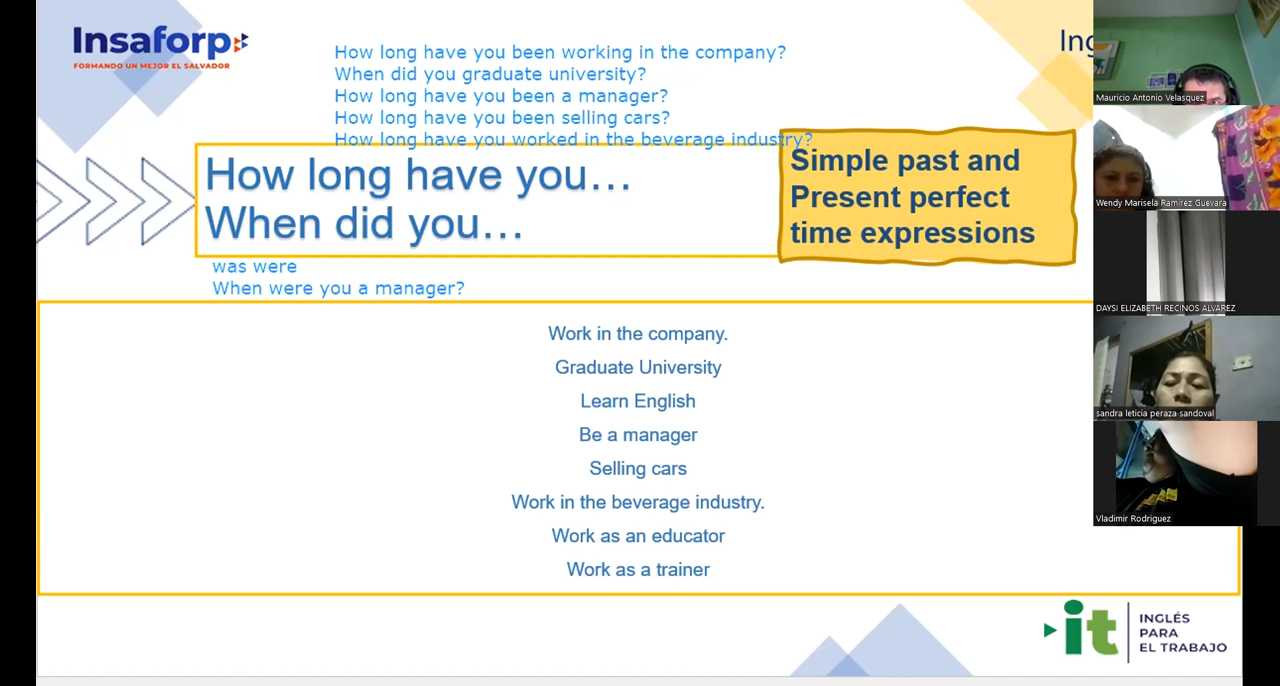 Insaforp
FORMANDO UN MEJOR EL SALVADOR
How long have you been working in the company?
When did you graduate university?
How long have you been a manager?
How long have you been selling cars?
How long have you worked in the beverage industry?
Ing
How long have you...
When did you...
Simple past and
Present perfect
time expressions
was were
When were you a manager?
Work in the company.
Graduate University
Learn English
Be a manager
Selling cars
Work in the beverage industry.
Work as an educator
Work as a trainer
Mauricio Antonio Velasquez
Wendy Marisela Ramirez Guevara
DAYSI ELIZABETH RECINOS ALVAREZ
sandra leticia peraza sandoval
Vladimir Rodriguez
it
INGLÉS
PARA
EL TRABAJO